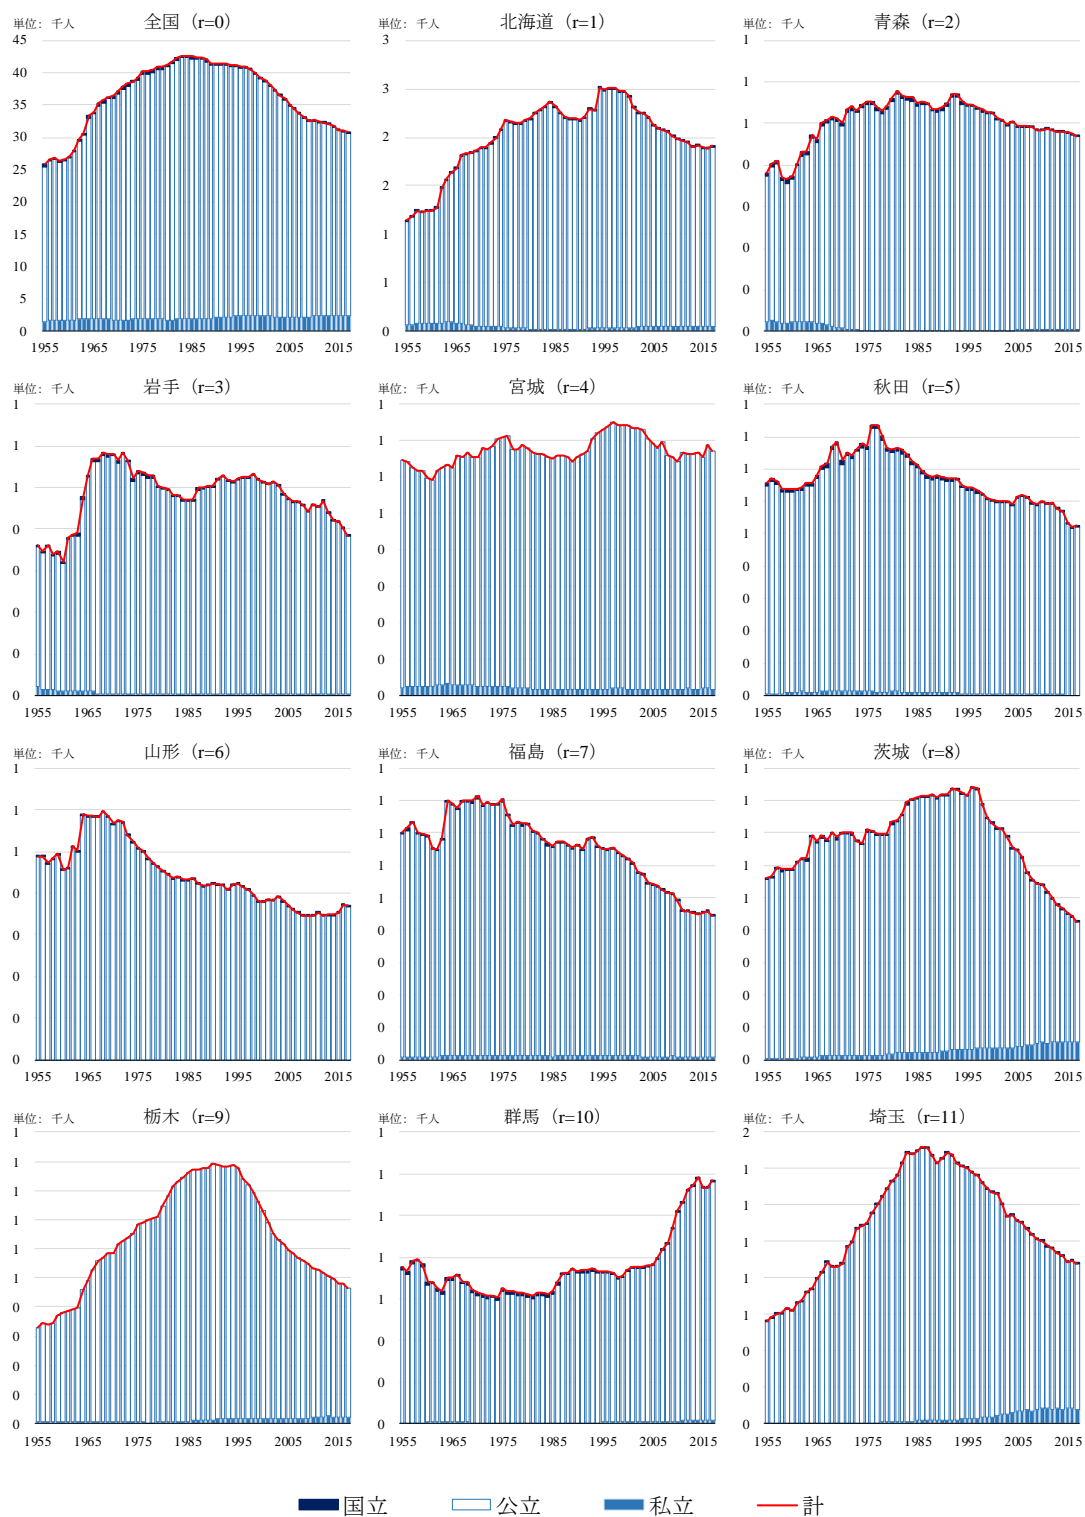 単位：千人 全国（r=0） 単位：千人 北海道（r=1） 単位：千人 青森（r=2）
45 3 1
40 3 1
35 2 1
30 2 1
25 1 0
20 1 0
15 0 0
10 0
5
0
1955 1965 1975 1985 1995 2005 2015 1955 1965 1975 1985 1995 2005 2015 1955 1965 1975 1985 1995 2005 2015
単位：千人 岩手（r=3） 単位：千人 宮城（r=4） 単位：千人 秋田（r=5）
1 1 1
1 1 1
1 1 1
0 1 1
0 0 1
0 0 0
0 0 0
0 0 0
0
0
1955 1965 1975 1985 1995 2005 2015 1955 1965 1975 1985 1995 2005 2015 1955 1965 1975 1985 1995 2005 2015
単位：千人 山形（r=6） 単位：千人 福島（r=7） 単位：千人 茨城（r=8）
1 1 1
1 1 1
1 1 1
0 1 1
0 1 1
0 0 0
0 0 0
0 0 0
0 0
0 0
1955 1965 1975 1985 1995 2005 2015 1955 1965 1975 1985 1995 2005 2015 1955 1965 1975 1985 1995 2005 2015
単位：千人 栃木（r=9） 単位：千人 群馬（r=10） 単位：千人 埼玉（r=11）
1 1 2
1 1 1
1 1 1
1 1 1
1 1 1
1 0 1
0 0 0
0 0 0
0 0
0
0
1955 1965 1975 1985 1995 2005 2015 1955 1965 1975 1985 1995 2005 2015 1955 1965 1975 1985 1995 2005 2015
国立 公立 私立 計